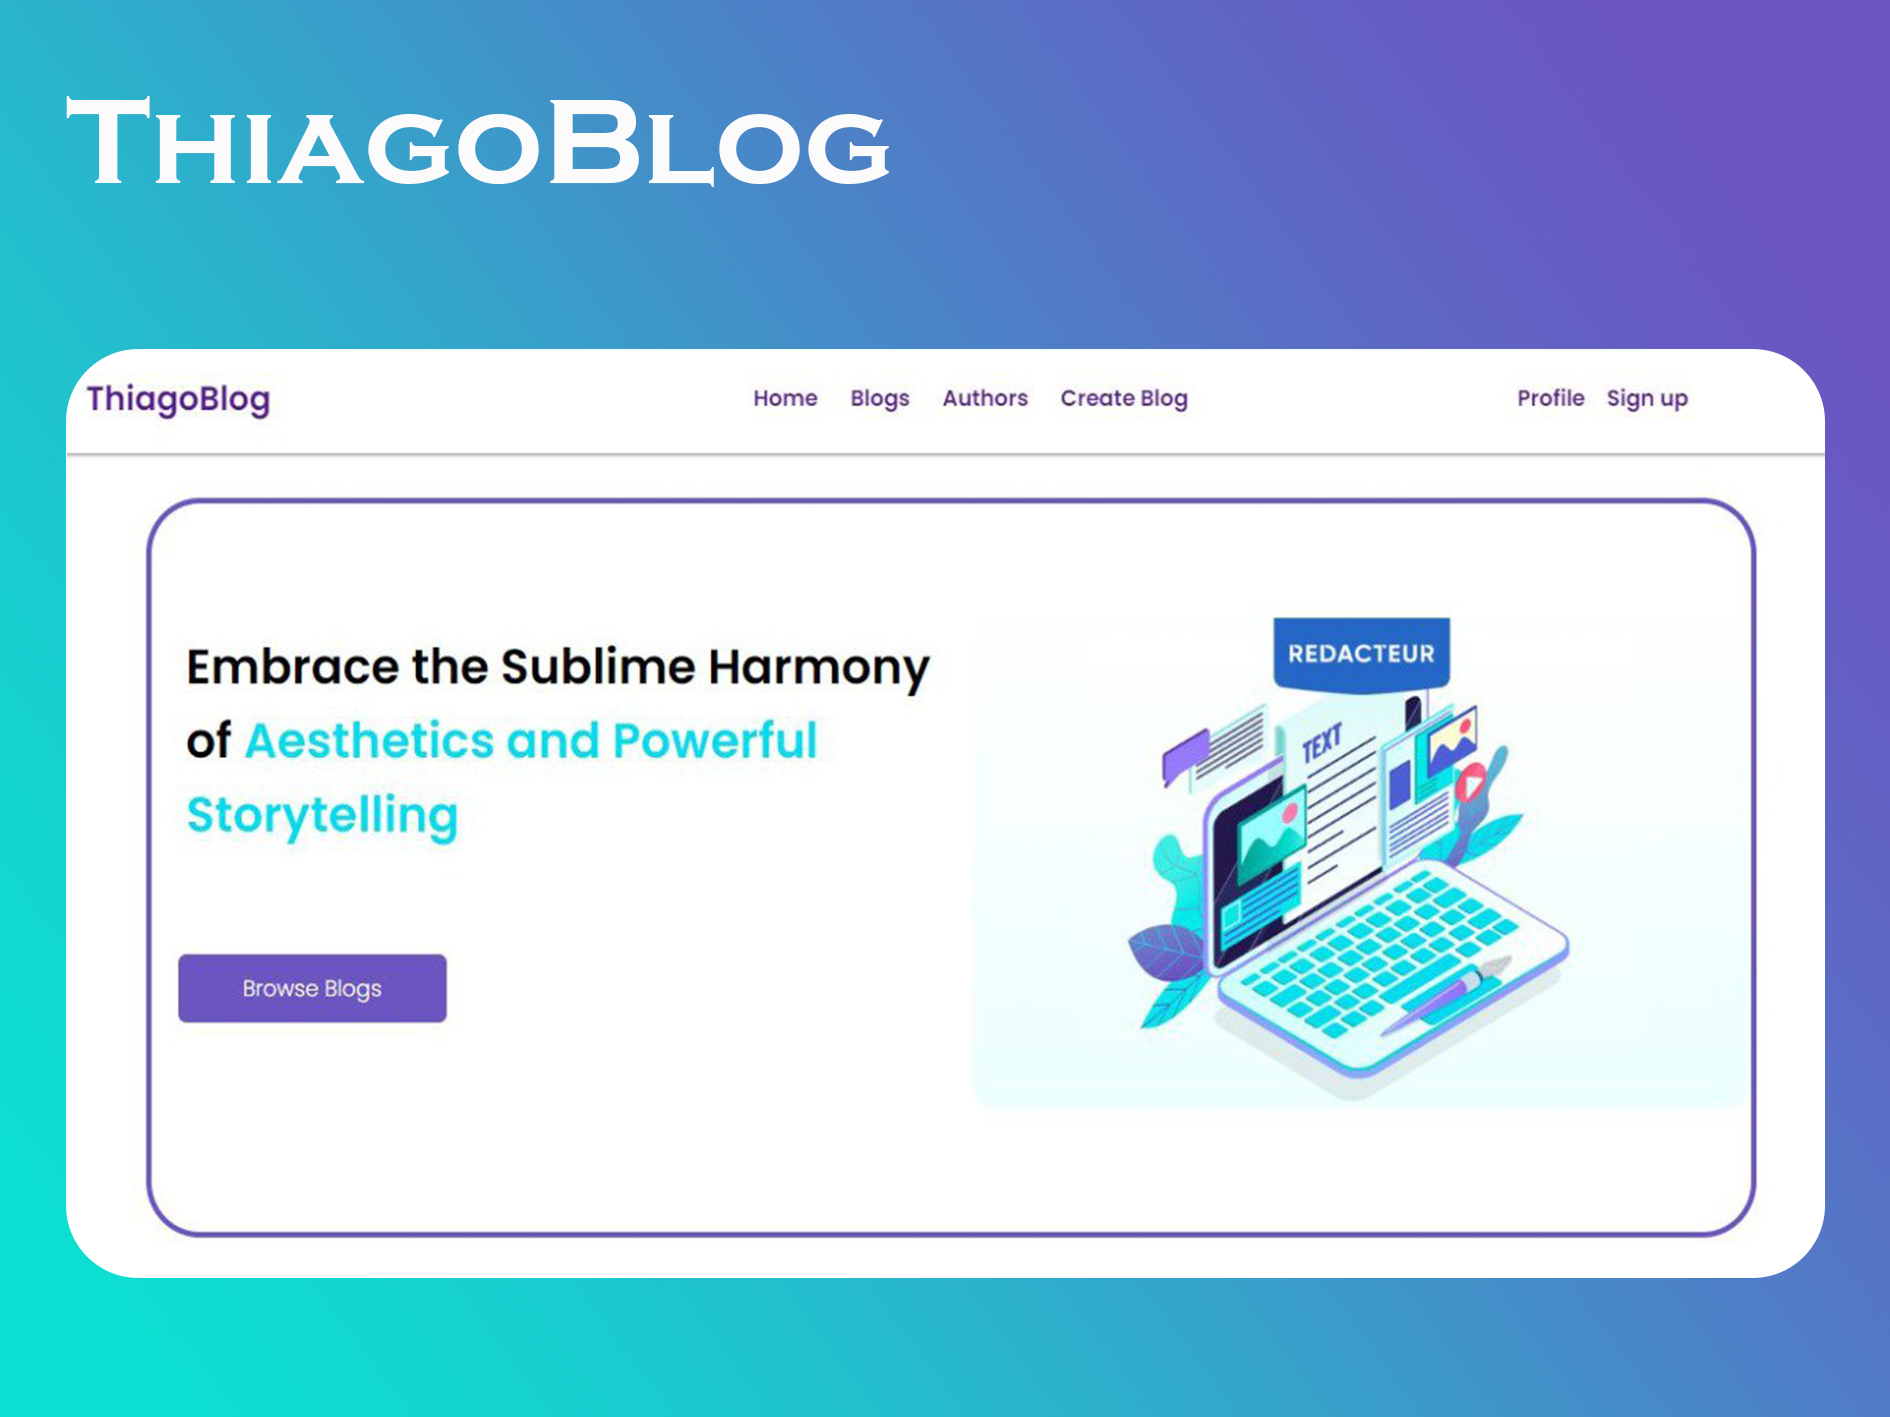 ThiagoBlog
ThiagoBlog
Home Blogs Authors Create Blog
Profile Sign up
Embrace the Sublime Harmony
of Aesthetics and Powerful
Storytelling
Browse Blogs
REDACTEUR
TEXT